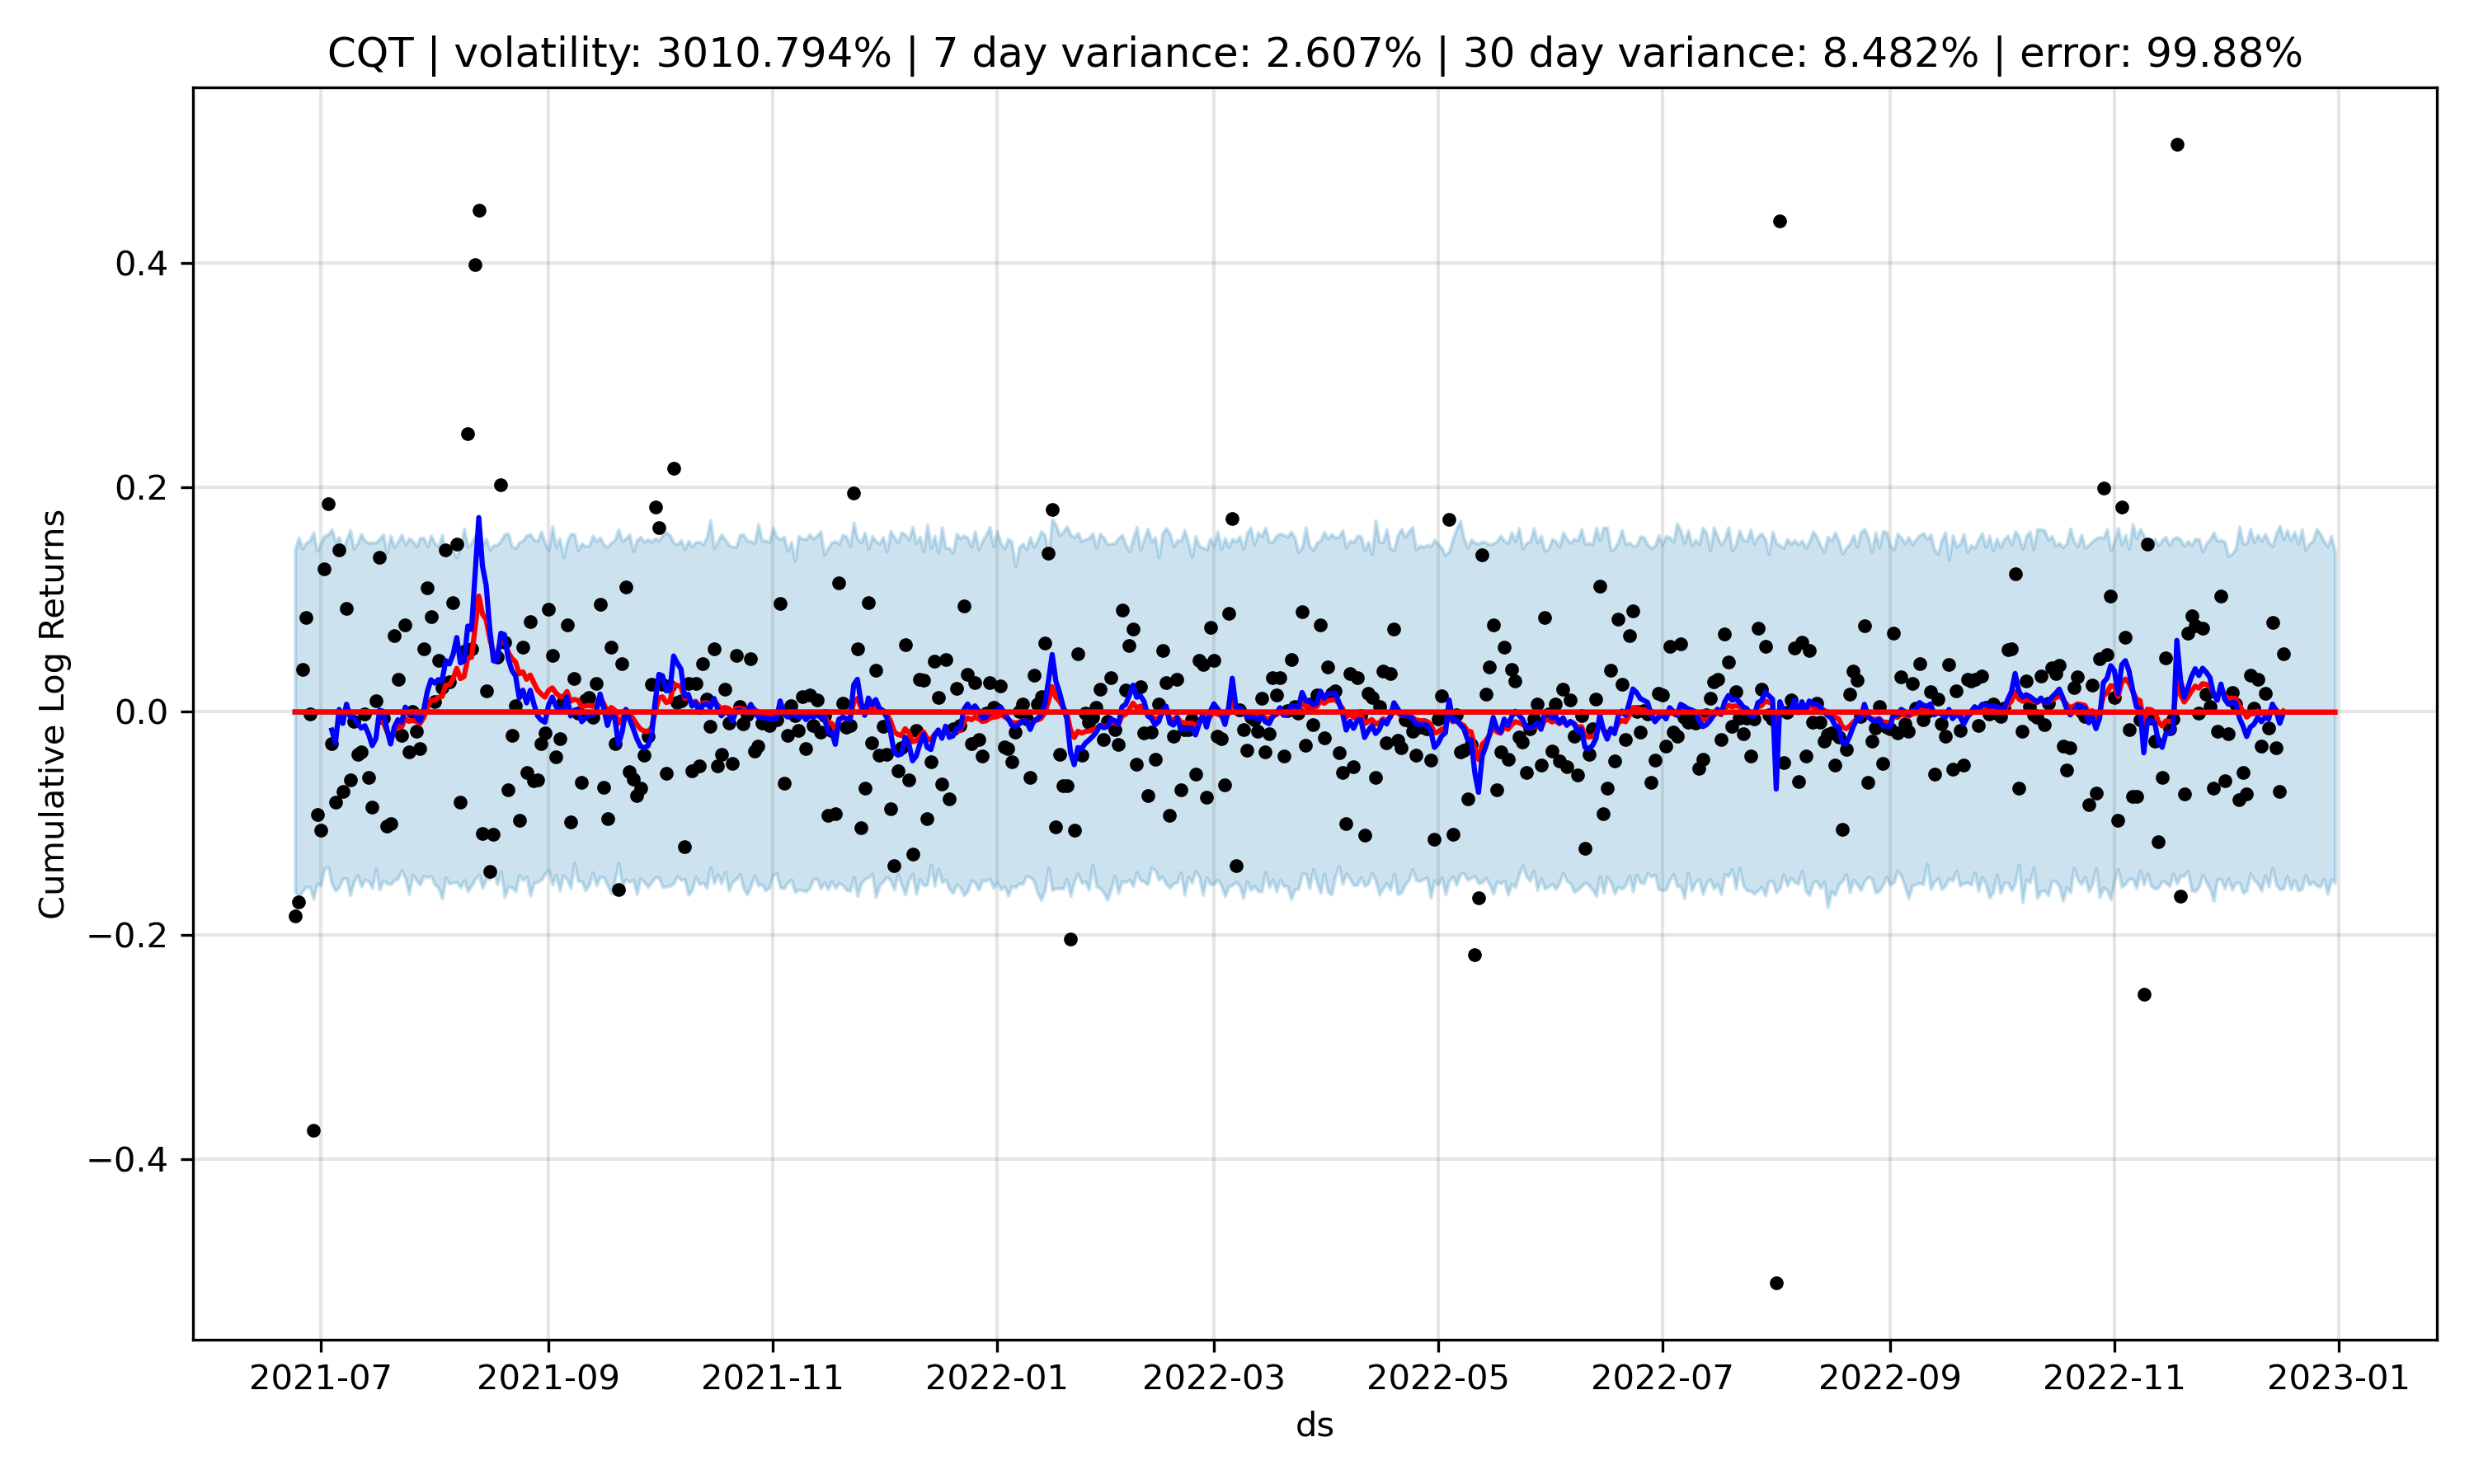 CQT | volatility: 3010.794% | 7 day variance: 2.607% | 30 day variance: 8.482% | error: 99.88%
Cumulative Log Returns
0.4
0.2
0.0
−0.2
−0.4
2021-07 2021-09 2021-11 2022-01 2022-03 2022-05 2022-07 2022-09 2022-11 2023-01
ds